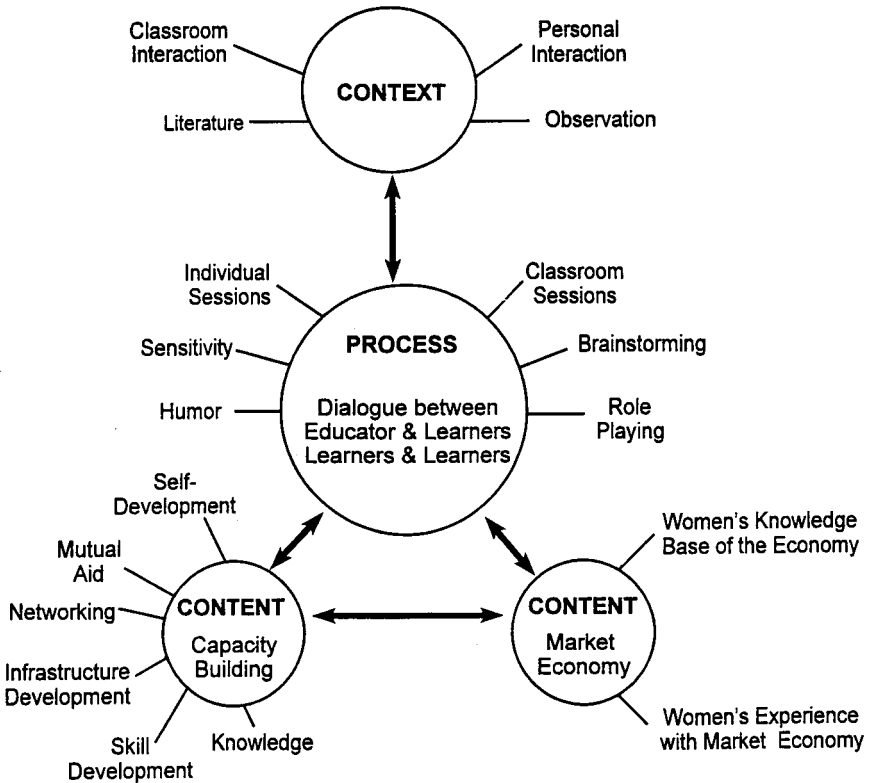 Classroom
Interaction
Personal
Interaction
CONTEXT
Literature
Observation
Individual
Sessions
Classroom
Sessions
Sensitivity
PROCESS
Brainstorming
Humor
Dialogue between
Educator & Learners
Learners & Learners
Role
Playing
Self-
Development
Mutual
Aid
Networking
CONTENT
Capacity
Building
Infrastructure
Development
Skill
Development
Knowledge
Women's Knowledge
Base of the Economy
CONTENT
Market
Economy
Women's Experience
with Market Economy